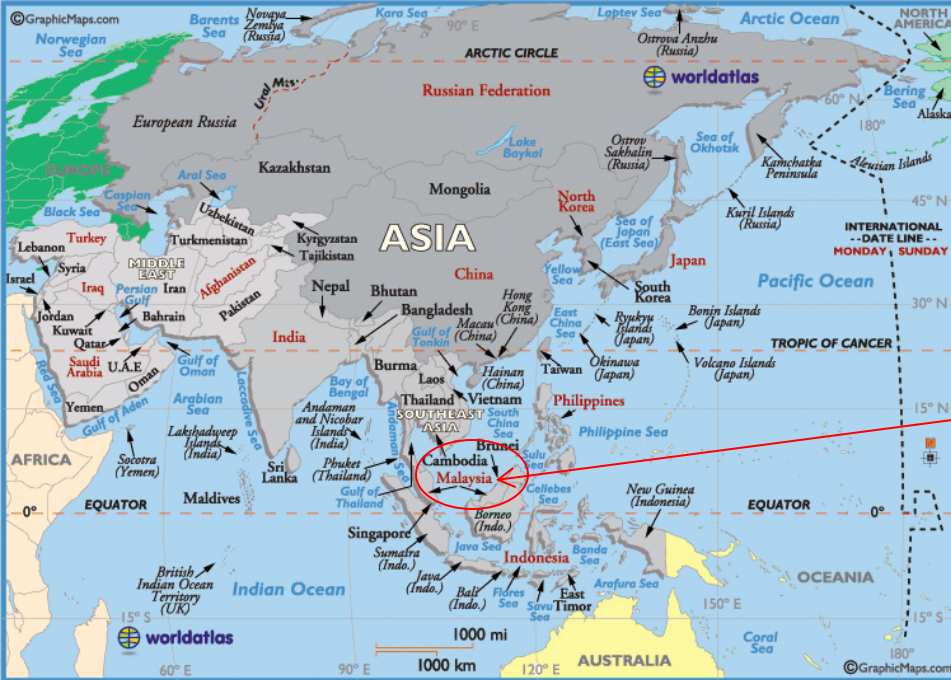 ©GraphicMaps.com
Barents
Sea
Novaya
Zemlya
(Russia)
Kara Sea
90° E
Laptev Sea
Arctic Ocean
NORTH
AMERICA
Norwegian
Sea
Ostrova Anzhu
(Russia)
ARCTIC CIRCLE
worldatlas
Ural Mts.
Russian Federation
Bering
Sea
60° N
180°
Alaska
European Russia
Lake
Baykal
Ostrov
Sakhalin
(Russia)
Sea of
Okhotsk
Kamchatka
Peninsula
Aleutian Islands
EUROPE
Kazakhstan
Aral Sea
Mongolia
Caspian
Sea
North
Korea
45° N
Black Sea
Uzbekistan
Kuril Islands
(Russia)
Turkey
Turkmenistan
Kyrgyzstan
Tajikistan
ASIA
Sea of
Japan
(East Sea)
INTERNATIONAL
--DATE LINE--
MONDAY SUNDAY
Lebanon
Syria
MIDDLE
EAST
Afghanistan
China
Japan
Israel
Iraq
Persian
Gulf
Iran
Pakistan
Nepal
Bhutan
Yellow
Sea
South
Korea
Pacific Ocean
Jordan
Kuwait
Bahrain
Bangladesh
Hong
Kong
(China)
Macau
(China)
30° N
Qatar
India
Gulf of
Tonkin
East
China
Sea
Ryukyu
Islands
(Japan)
Bonin Islands
(Japan)
TROPIC OF CANCER
Saudi
Arabia
U.A.E
Oman
Gulf of
Oman
Burma
Laos
Hainan
(China)
Taiwan
Okinawa
(Japan)
Volcano Islands
(Japan)
Red Sea
Yemen
Gulf of Aden
Arabian
Sea
Laccadive Sea
Bay of
Bengal
Thailand
Vietnam
Philippines
15° N
Andaman
and Nicobar
Islands
(India)
Andaman Sea
SOUTHEAST
ASIA
South
China
Sea
Philippine Sea
AFRICA
Socotra
(Yemen)
Lakshadweep
Islands
(India)
Sri
Lanka
Phuket
(Thailand)
Cambodia
Brunei
Sulu
Sea
N
Malaysia
Maldives
Gulf of
Thailand
Cellebes
Sea
New Guinea
(Indonesia)
0°
EQUATOR
Borneo
(Indo.)
EQUATOR
0°
Singapore
Sumatra
(Indo.)
Java Sea
Indonesia
Banda
Sea
British
Indian Ocean
Territory
(UK)
Indian Ocean
Java
(Indo.)
Bali
(Indo.)
Flores
Sea
Savu
Sea
East
Timor
Arafura Sea
OCEANIA
15° S
150° E
15° S
worldatlas
1000 mi
1000 km
60° E
90° E
120° E
AUSTRALIA
Coral
Sea
180°
©GraphicMaps.com